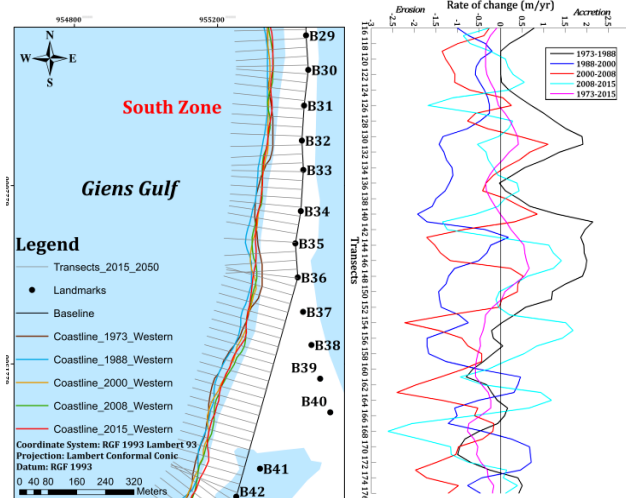 954800
955200
N
W
E
S
South Zone
Giens Gulf
B29
B30
B31
B32
B33
B34
B35
B36
B37
B38
B39
B40
B41
B42
Legend
Transects_2015_2050
Landmarks
Baseline
Coastline_1973_Western
Coastline_1988_Western
Coastline_2000_Western
Coastline_2008_Western
Coastline_2015_Western
Coordinate System: RGF 1993 Lambert 93
Projection: Lambert Conformal Conic
Datum: RGF 1993
0 40 80 160 240 320
Meters
Rate of change (m/yr)
Erosion
Accretion
-3 -2.5 -2 -1.5 -1 -0.5 0 0.5 1 1.5 2
1973-1988
1988-2000
2000-2008
2008-2015
1973-2015
Transects
116
118
120
122
124
126
128
130
132
134
136
138
140
142
144
146
148
150
152
154
156
158
160
162
164
166
168
170
172
174
176